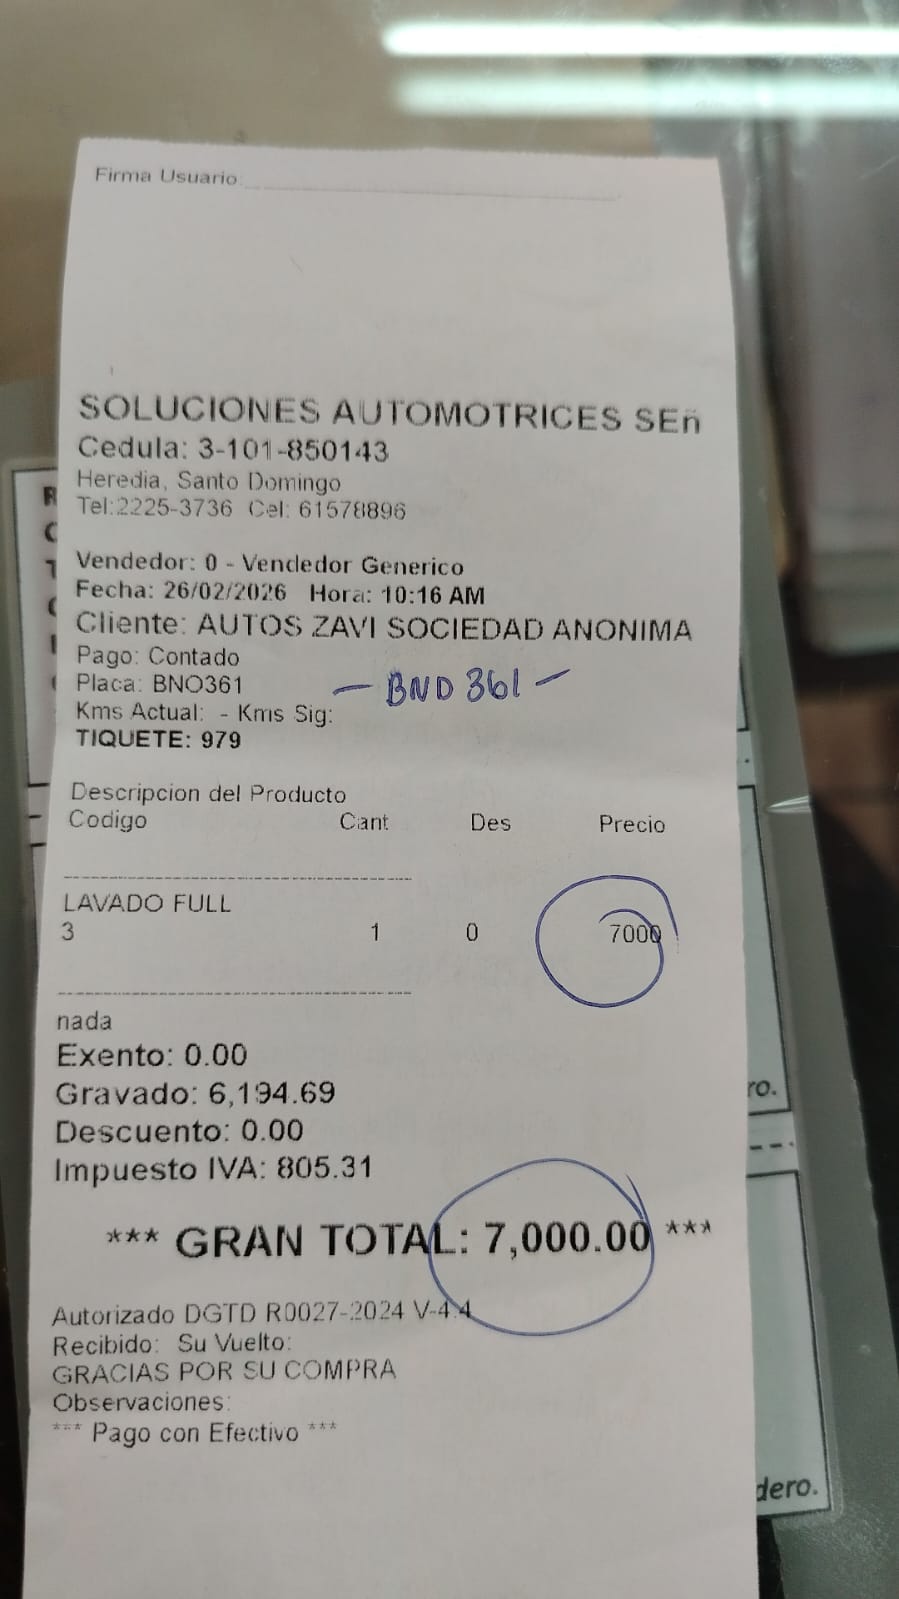 Firma Usuario:
SOLUCIONES AUTOMOTRICES SEñ
Cedula: 3-101-850143
Heredia, Santo Domingo
Tel:2225-3736 Cel: 61578896
Vendedor: 0 - Vendedor Generico
Fecha: 26/02/2026 Hora: 10:16 AM
Cliente: AUTOS ZAVI SOCIEDAD ANONIMA
Pago: Contado
Placa: BNO361 - BND 361 -
Kms Actual: - Kms Sig:
TIQUETE: 979
Descripcion del Producto
Codigo Cant Des Precio
LAVADO FULL
3 1 0 7000
nada
Exento: 0.00
Gravado: 6,194.69
Descuento: 0.00
Impuesto IVA: 805.31
*** GRAN TOTAL: 7,000.00 ***
Autorizado DGTD R0027-2024 V-4.4
Recibido: Su Vuelto:
GRACIAS POR SU COMPRA
Observaciones:
*** Pago con Efectivo ***
ro.
dero.